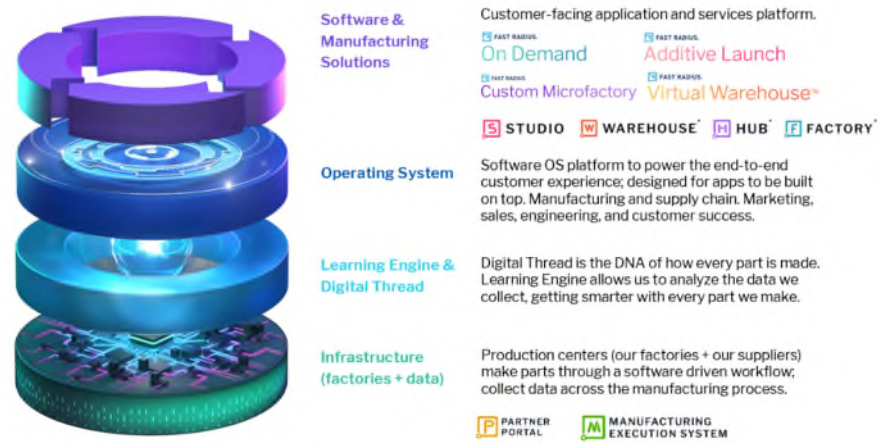 Software &
Manufacturing
Solutions
Customer-facing application and services platform.
FAST RADIUS.
On Demand
FAST RADIUS.
Additive Launch
FAST RADIUS
Custom Microfactory
FAST RADIUS.
Virtual Warehouse™
S STUDIO
W WAREHOUSE*
H HUB*
F FACTORY*
Operating System
Software OS platform to power the end-to-end
customer experience; designed for apps to be built
on top. Manufacturing and supply chain. Marketing,
sales, engineering, and customer success.
Learning Engine &
Digital Thread
Digital Thread is the DNA of how every part is made.
Learning Engine allows us to analyze the data we
collect, getting smarter with every part we make.
Infrastructure
(factories + data)
Production centers (our factories + our suppliers)
make parts through a software driven workflow;
collect data across the manufacturing process.
P PARTNER
PORTAL
M MANUFACTURING
EXECUTION SYSTEM